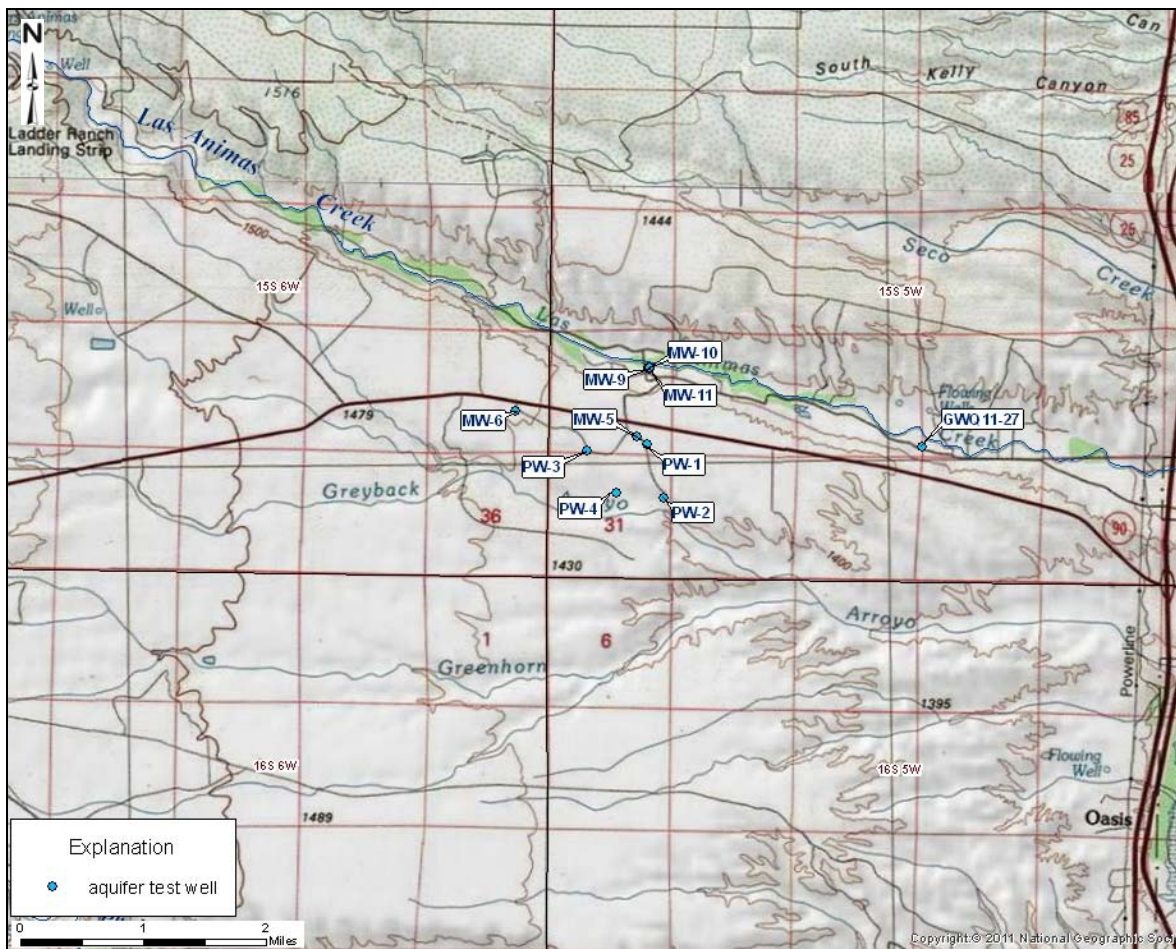 N
Well
1516
South Kelly Canyon
85
25
Ladder Ranch
Landing Strip
Las Animas Creek
1500
1444
25
Seco Creek
15S 6W
15S 5W
Well
Las Animas
MW-10
MW-9
MW-11
Flowing
Creek
1479
MW-6
MW-5
GWQ11-27
PW-3
PW-1
Greyback
Arroyo
PW-4
PW-2
36
31
90
1400
1430
Arroyo
1
6
Greenhorn
Powerline
1395
16S 6W
16S 5W
Flowing
Well
1489
Oasis
Explanation
aquifer test well
0 1 2
Miles
Copyright:© 2011 National Geographic Soc